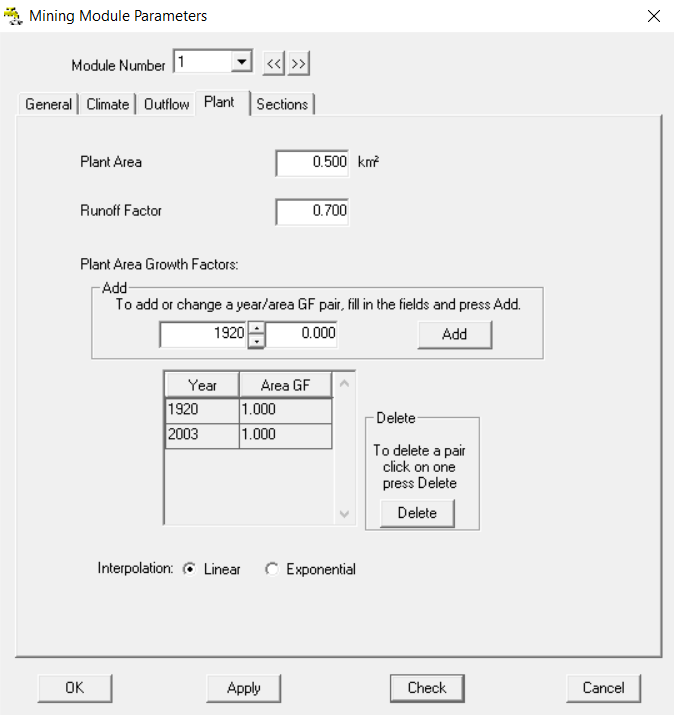 Mining Module Parameters
Module Number 1 << >>
General Climate Outflow Plant Sections
Plant Area 0.500 km²
Runoff Factor 0.700
Plant Area Growth Factors:
Add
To add or change a year/area GF pair, fill in the fields and press Add.
1920 0.000 Add
Year Area GF
1920 1.000
2003 1.000
Delete
To delete a pair
click on one
press Delete
Delete
Interpolation: Linear Exponential
OK Apply Check Cancel